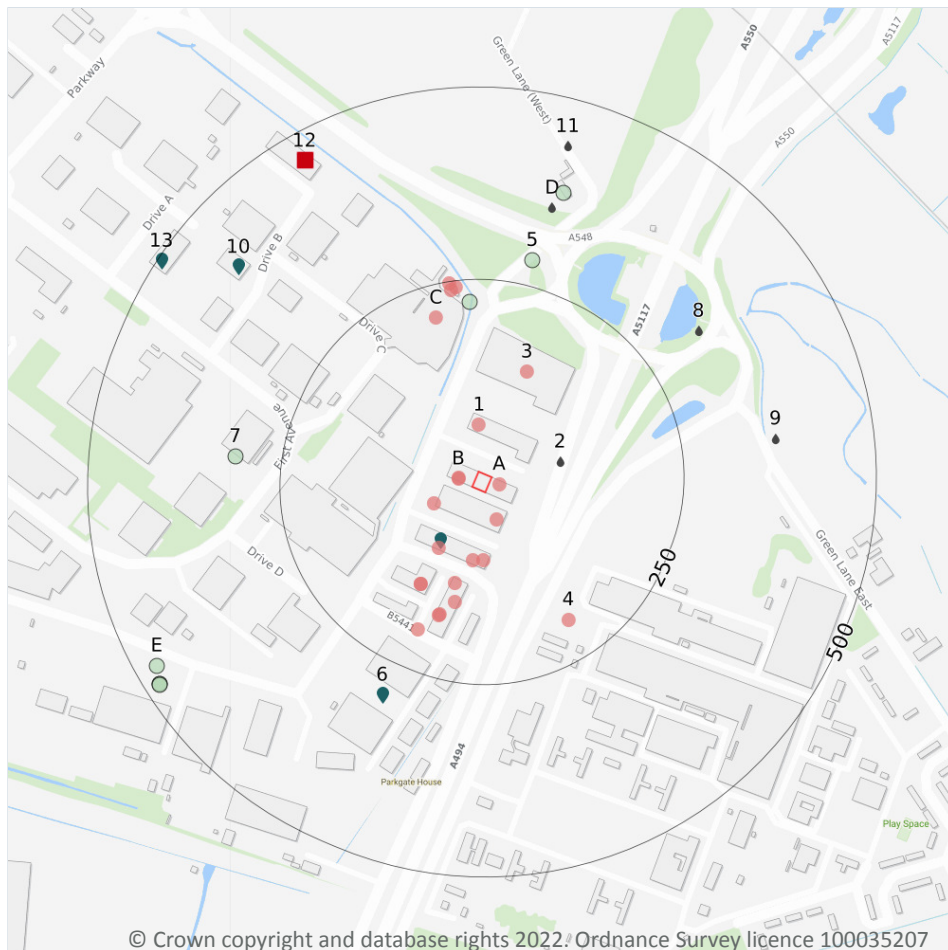 A550
A5117
Green Lane (West)
Parkway
11
12
A550
D
Drive A
13
10
5
A548
Drive B
C
8
A5117
Drive C
3
1
9
First Avenue
7
B
A
2
Green Lane East
Drive D
250
B5441
4
500
E
6
A494
Parkgate House
Play Space
© Crown copyright and database rights 2022. Ordnance Survey licence 100035207